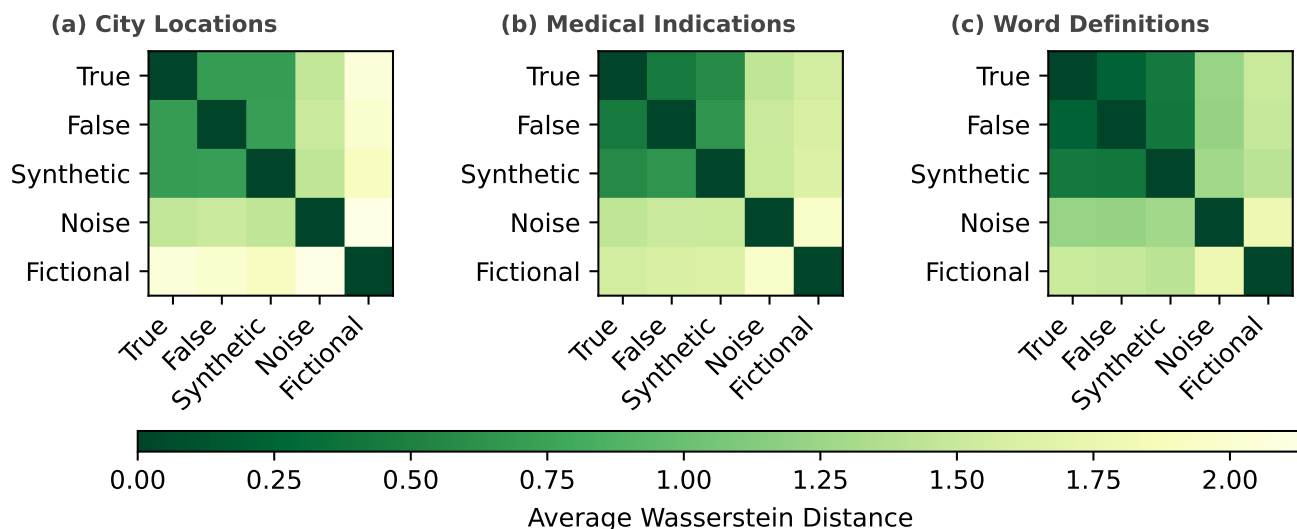 (a) City Locations
True
False
Synthetic
Noise
Fictional
True
False
Synthetic
Noise
Fictional
(b) Medical Indications
True
False
Synthetic
Noise
Fictional
True
False
Synthetic
Noise
Fictional
(c) Word Definitions
True
False
Synthetic
Noise
Fictional
True
False
Synthetic
Noise
Fictional
0.00 0.25 0.50 0.75 1.00 1.25 1.50 1.75 2.00
Average Wasserstein Distance